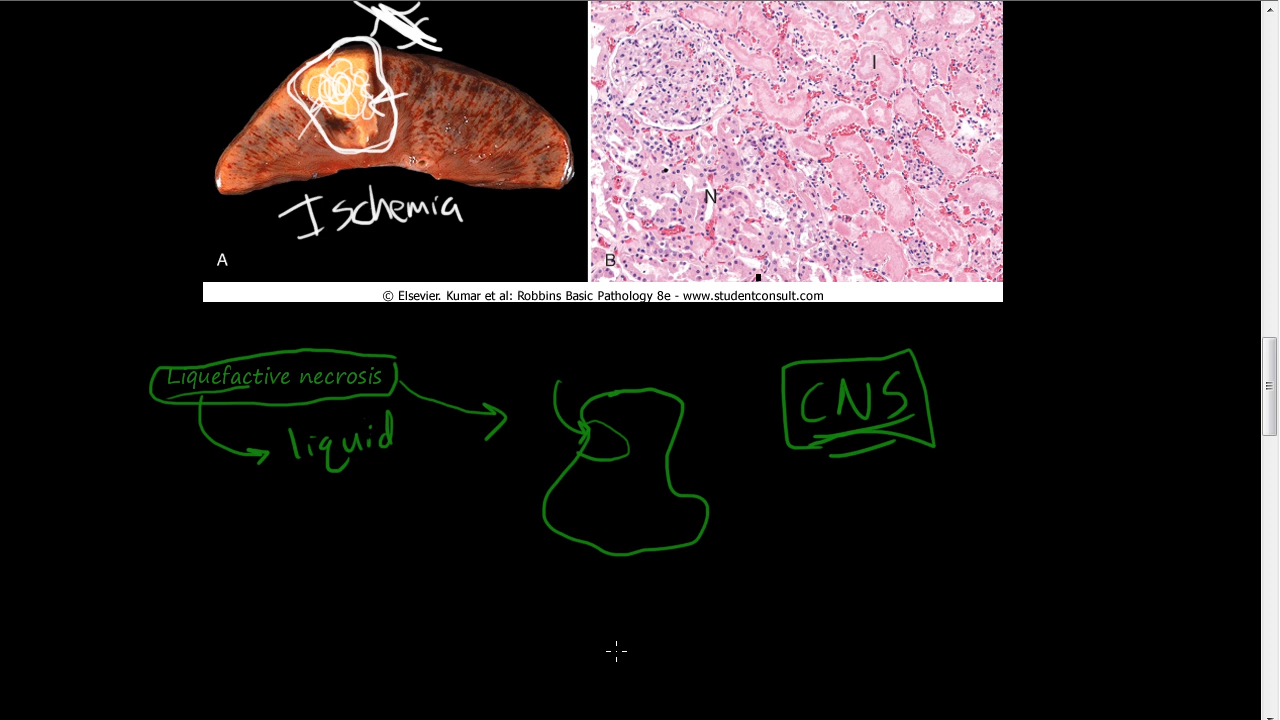 I
Ischemia
N
A
B
© Elsevier. Kumar et al: Robbins Basic Pathology 8e - www.studentconsult.com
Liquefactive necrosis
CNS
liquid